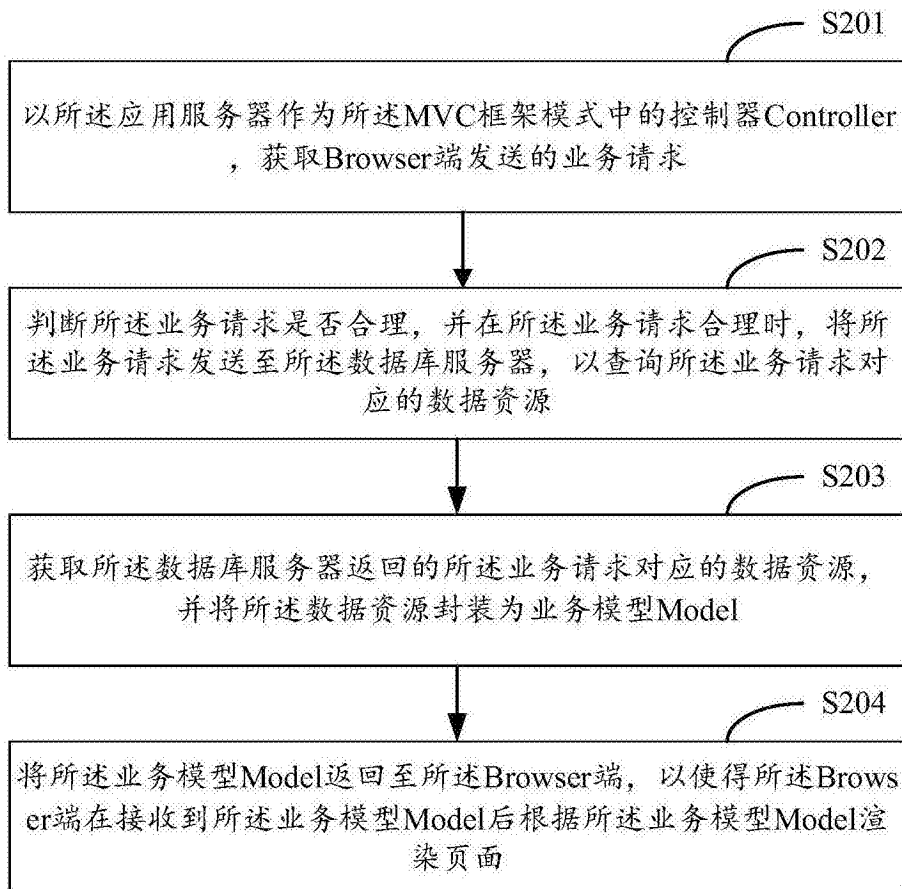 S201
以所述应用服务器作为所述MVC框架模式中的控制器Controller
，获取Browser端发送的业务请求
S202
判断所述业务请求是否合理，并在所述业务请求合理时，将所
述业务请求发送至所述数据库服务器，以查询所述业务请求对
应的数据资源
S203
获取所述数据库服务器返回的所述业务请求对应的数据资源，
并将所述数据资源封装为业务模型Model
S204
将所述业务模型Model返回至所述Browser端，以使得所述Brows
er端在接收到所述业务模型Model后根据所述业务模型Model渲
染页面